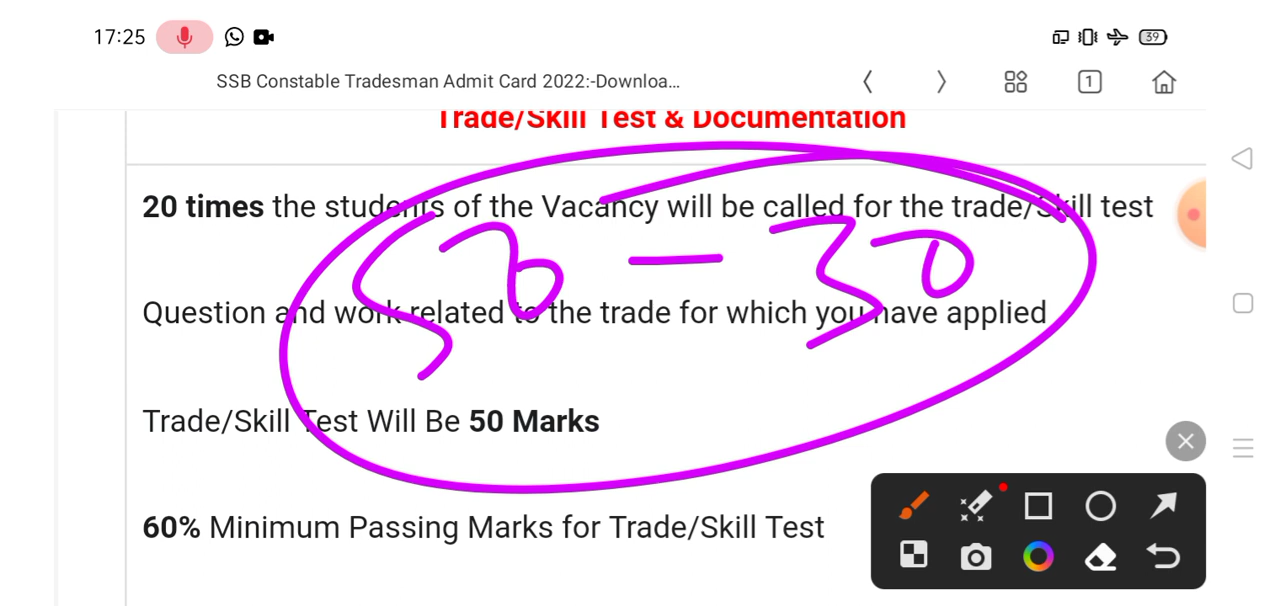 17:25
39
SSB Constable Tradesman Admit Card 2022:-Downloa...
1
Trade/Skill Test & Documentation
20 times the students of the Vacancy will be called for the trade/Skill test
50 – 30
Question and work related to the trade for which you have applied
Trade/Skill Test Will Be 50 Marks
60% Minimum Passing Marks for Trade/Skill Test